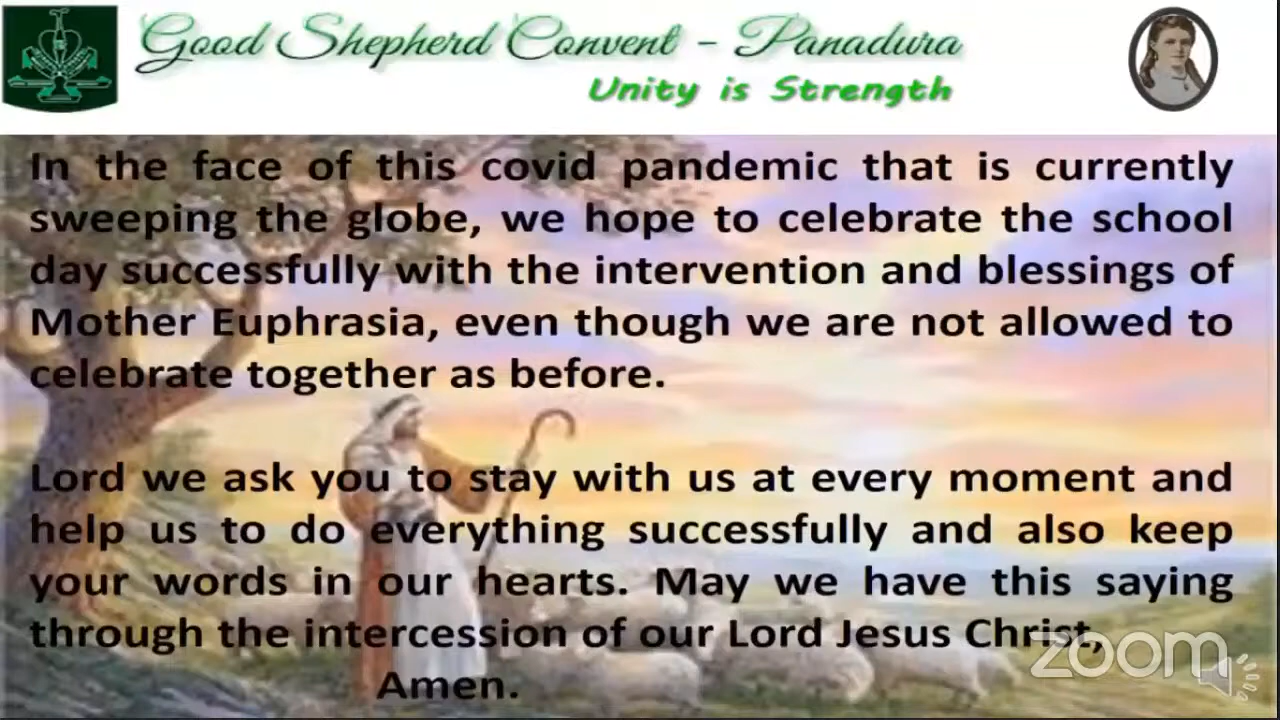 Good Shepherd Convent - Panadura
Unity is Strength
In the face of this covid pandemic that is currently
sweeping the globe, we hope to celebrate the school
day successfully with the intervention and blessings of
Mother Euphrasia, even though we are not allowed to
celebrate together as before.
Lord we ask you to stay with us at every moment and
help us to do everything successfully and also keep
your words in our hearts. May we have this saying
through the intercession of our Lord Jesus Christ,
Amen.
zoom